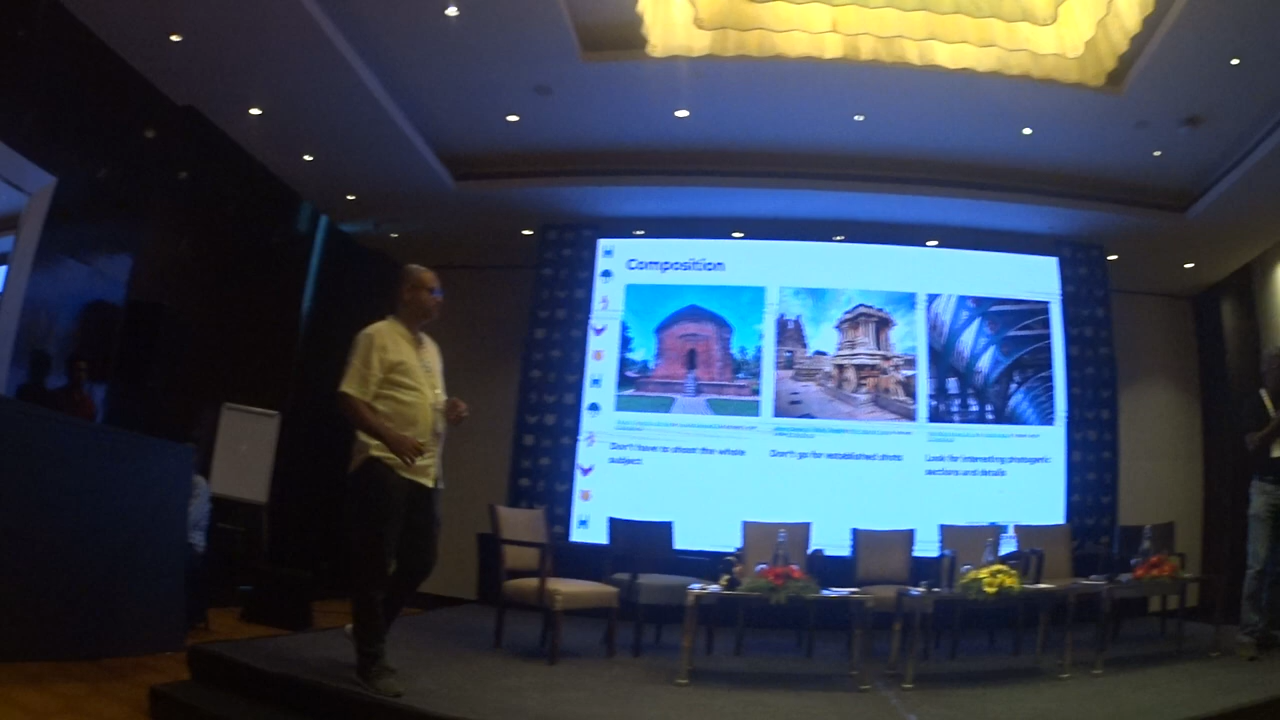 Composition
Don't have to shoot the whole
subject
Don't go for established shots
Look for interesting photogenic
sections and details